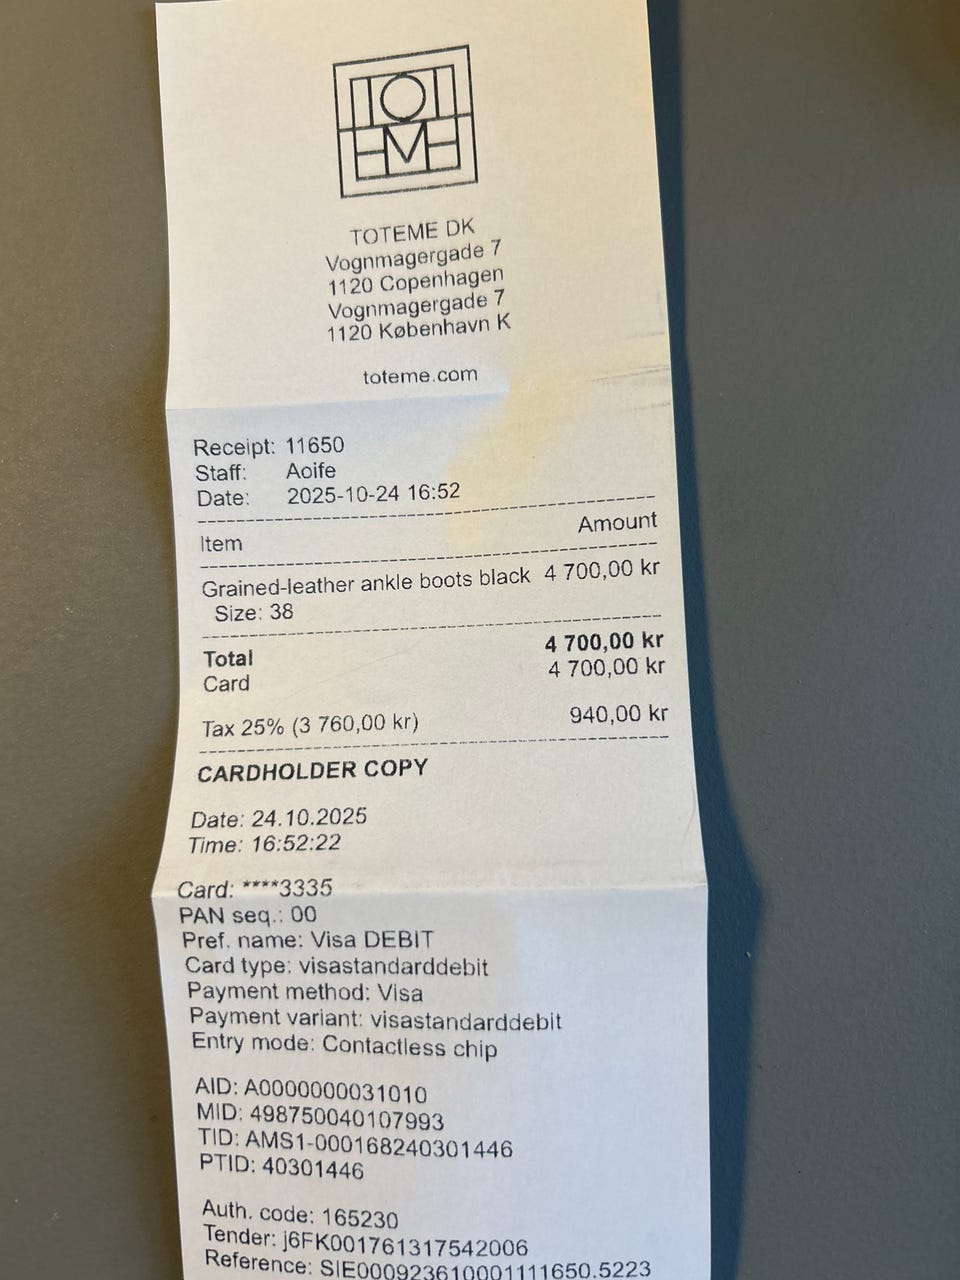 TOTEME
TOTEME DK
Vognmagergade 7
1120 Copenhagen
Vognmagergade 7
1120 København K
toteme.com
Receipt: 11650
Staff: Aoife
Date: 2025-10-24 16:52
Item Amount
Grained-leather ankle boots black 4 700,00 kr
Size: 38
Total 4 700,00 kr
Card 4 700,00 kr
Tax 25% (3 760,00 kr) 940,00 kr
CARDHOLDER COPY
Date: 24.10.2025
Time: 16:52:22
Card: ****3335
PAN seq.: 00
Pref. name: Visa DEBIT
Card type: visastandarddebit
Payment method: Visa
Payment variant: visastandarddebit
Entry mode: Contactless chip
AID: A0000000031010
MID: 498750040107993
TID: AMS1-000168240301446
PTID: 40301446
Auth. code: 165230
Tender: j6FK001761317542006
Reference: SIE000923610001111650.5223